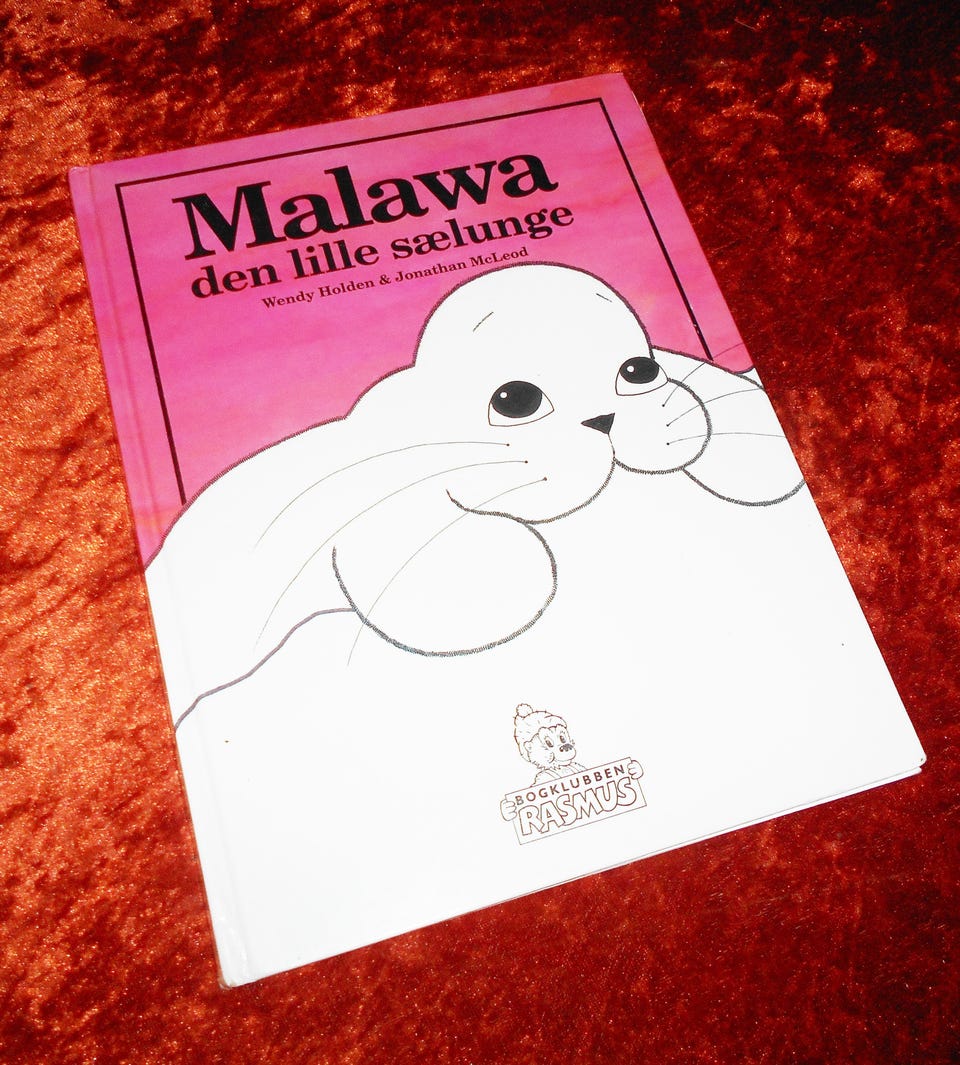 Malawa
den lille sælunge
Wendy Holden & Jonathan McLeod
BOGKLUBBEN
RASMUS